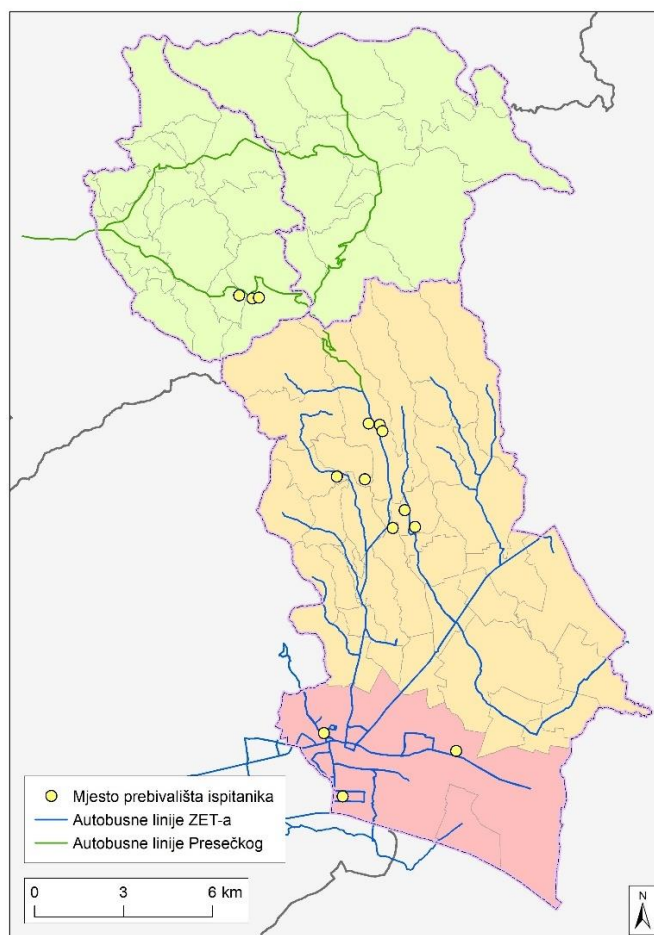 Mjesto prebivališta ispitanika
Autobusne linije ZET-a
Autobusne linije Presečkog
0 3 6 km
N